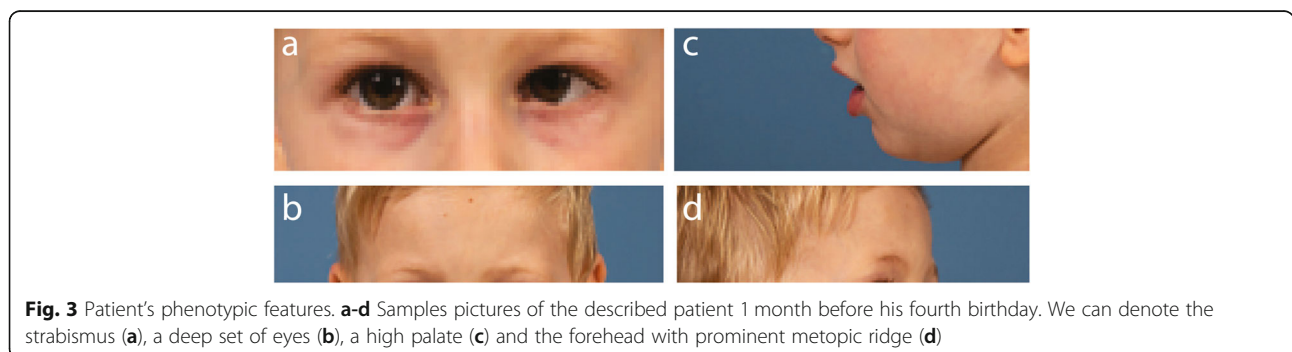 a
c
b
d
Fig. 3 Patient's phenotypic features. a-d Samples pictures of the described patient 1 month before his fourth birthday. We can denote the
strabismus (a), a deep set of eyes (b), a high palate (c) and the forehead with prominent metopic ridge (d)